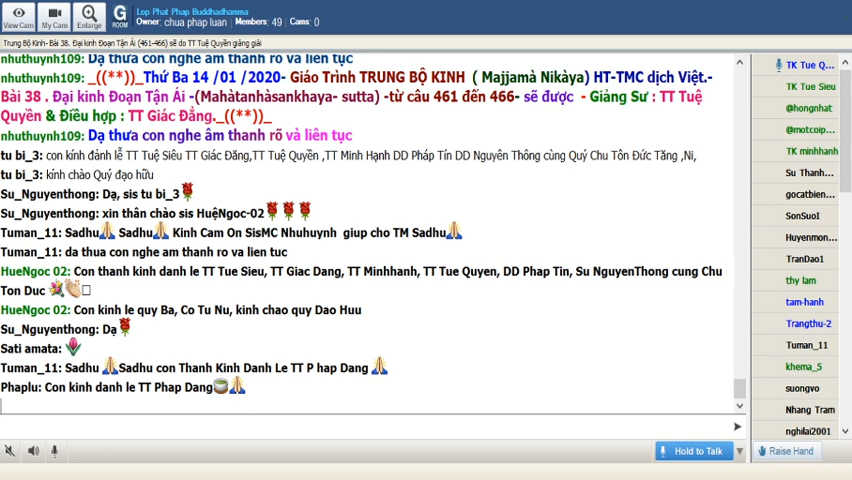 Lop Phat Phap Buddhadhamma
Owner: chua phap luan Members: 49 Cams: 0
View Cam My Cam Enlarge G ROOM
Trung Bộ Kinh- Bài 38. Đại kinh Đoạn Tận Ái (461-466) sẽ do TT Tuệ Quyền giảng giải
nhuthuynh109: Dạ thưa con nghe âm thanh rõ và liên tục
nhuthuynh109: _((**))_Thứ Ba 14 /01 /2020- Giáo Trình TRUNG BỘ KINH ( Majjamà Nikàya) HT-TMC dịch Việt.-
Bài 38 . Đại kinh Đoạn Tận Ái -(Mahàtanhàsankhaya- sutta) -từ câu 461 đến 466- sẽ được - Giảng Sư : TT Tuệ
Quyền & Điều hợp : TT Giác Đẳng._((**))_
nhuthuynh109: Dạ thưa con nghe âm thanh rõ và liên tục
tu bi_3: con kính đảnh lễ TT Tuệ Siêu TT Giác Đăng,TT Tuệ Quyền ,TT Minh Hạnh DD Pháp Tín DD Nguyên Thông cùng Quý Chu Tôn Đức Tăng ,Ni,
tu bi_3: kính chào Quý đạo hữu
Su_Nguyenthong: Dạ, sis tu bi_3
Su_Nguyenthong: xin thân chào sis HuệNgoc-02
Tuman_11: Sadhu Sadhu Kinh Cam On SisMC Nhuhuynh giup cho TM Sadhu
Tuman_11: da thua con nghe am thanh ro va lien tuc
HueNgoc 02: Con thanh kinh danh le TT Tue Sieu, TT Giac Dang, TT Minhhanh, TT Tue Quyen, DD Phap Tin, Su NguyenThong cung Chu
Ton Duc
HueNgoc 02: Con kinh le quy Ba, Co Tu Nu, kinh chao quy Dao Huu
Su_Nguyenthong: Dạ
Sati amata:
Tuman_11: Sadhu Sadhu con Thanh Kinh Danh Le TT P hap Dang
Phaplu: Con kinh danh le TT Phap Dang
Hold to Talk
TK Tue Q...
TK Tue Sieu
@hongnhat
@motcoip...
TK minhhanh
Su Thanh...
gocatbien...
SonSuoI
Huyenmon...
TranDao1
thy lam
tam-hanh
Trangthu-2
Tuman_11
khema_5
suongvo
Nhang Tram
nghilai2001
Raise Hand